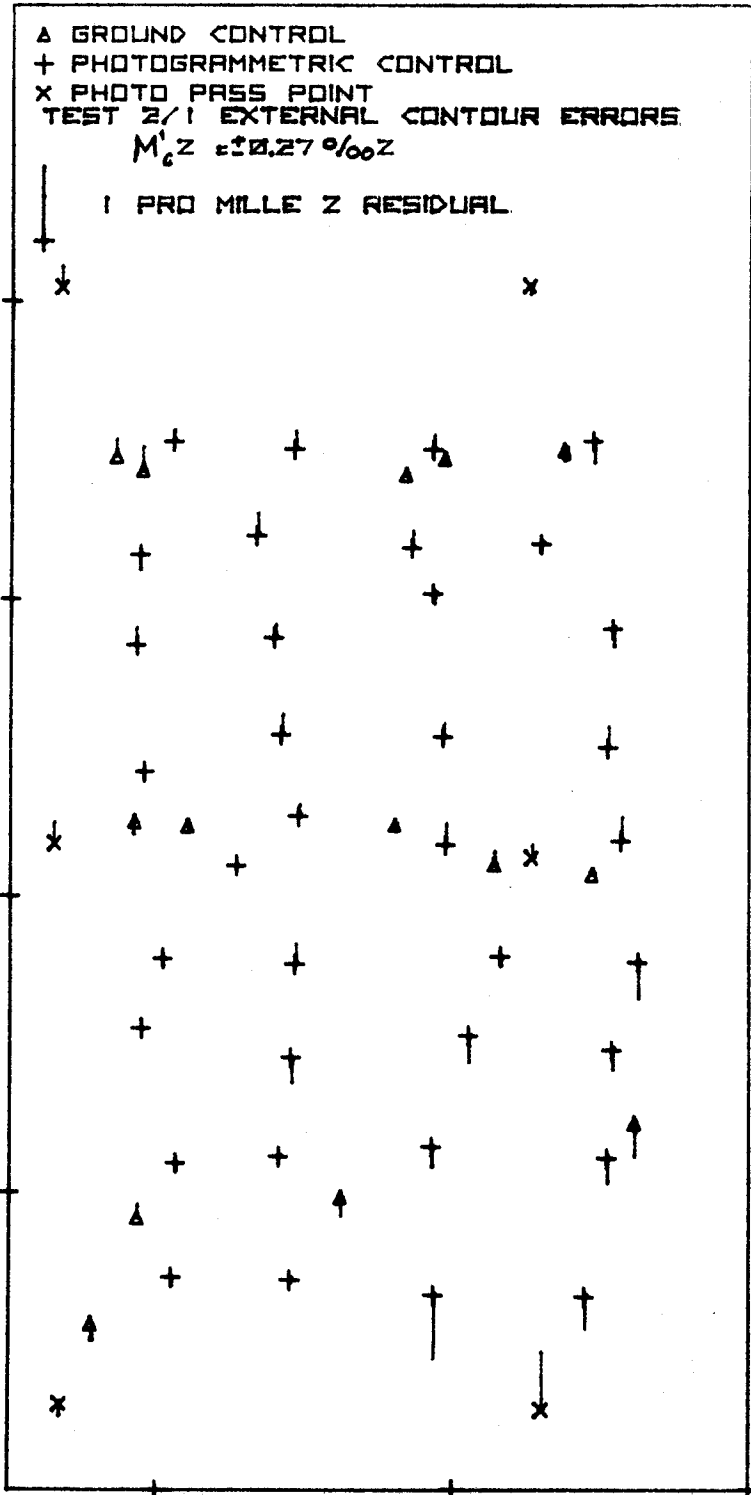 △ GROUND CONTROL
+ PHOTOGRAMMETRIC CONTROL
× PHOTO PASS POINT
TEST 2/1 EXTERNAL CONTOUR ERRORS
M'cZ =±0.27 ‰Z
1 PRO MILLE Z RESIDUAL